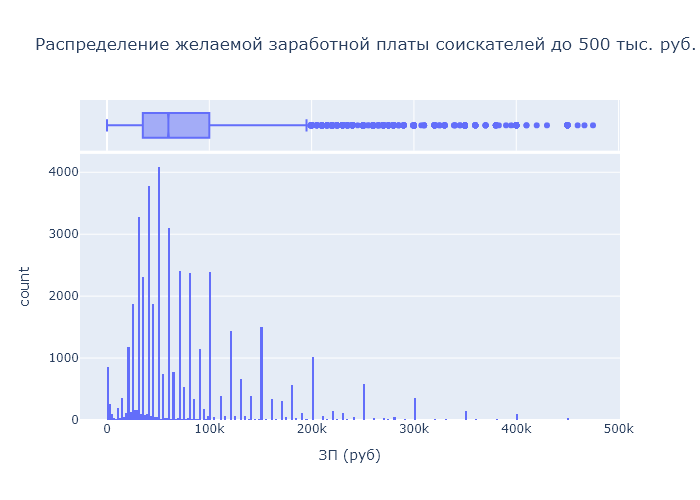 Распределение желаемой заработной платы соискателей до 500 тыс. руб.
4000
3000
2000
1000
0
count
0 100k 200k 300k 400k 500k
ЗП (руб)